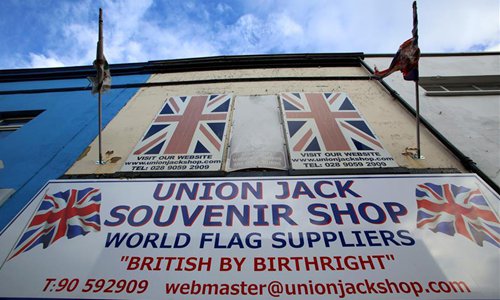 VISIT OUR WEBSITE
www.unionjackshop.com
TEL: 028 9059 2909
VISIT OUR WEBSITE
www.unionjackshop.com
TEL: 028 9059 2909
UNION JACK
SOUVENIR SHOP
WORLD FLAG SUPPLIERS
"BRITISH BY BIRTHRIGHT"
T:90 592909 webmaster@unionjackshop.com